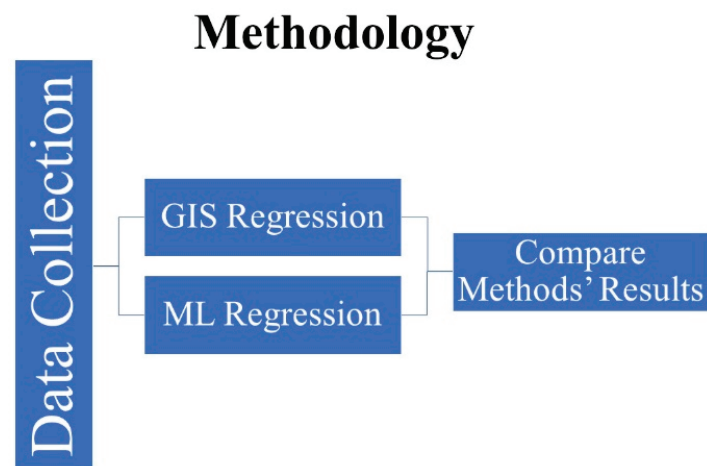 Methodology
Data Collection
GIS Regression
ML Regression
Compare
Methods’ Results